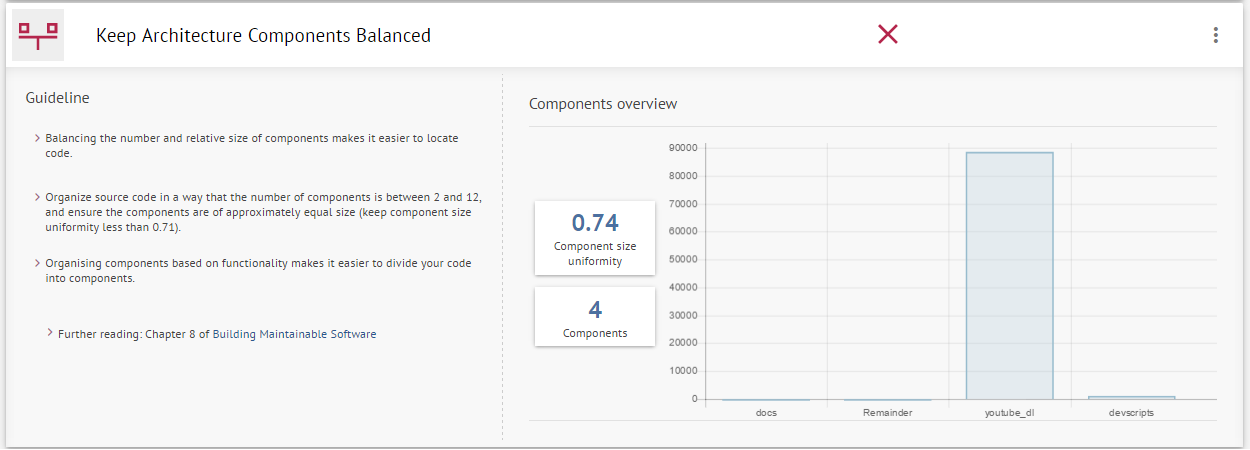 Keep Architecture Components Balanced
Guideline
Balancing the number and relative size of components makes it easier to locate
code.
Organize source code in a way that the number of components is between 2 and 12,
and ensure the components are of approximately equal size (keep component size
uniformity less than 0.71).
Organising components based on functionality makes it easier to divide your code
into components.
Further reading: Chapter 8 of Building Maintainable Software
Components overview
0.74
Component size
uniformity
4
Components
90000
80000
70000
60000
50000
40000
30000
20000
10000
0
docs Remainder youtube_dl devscripts